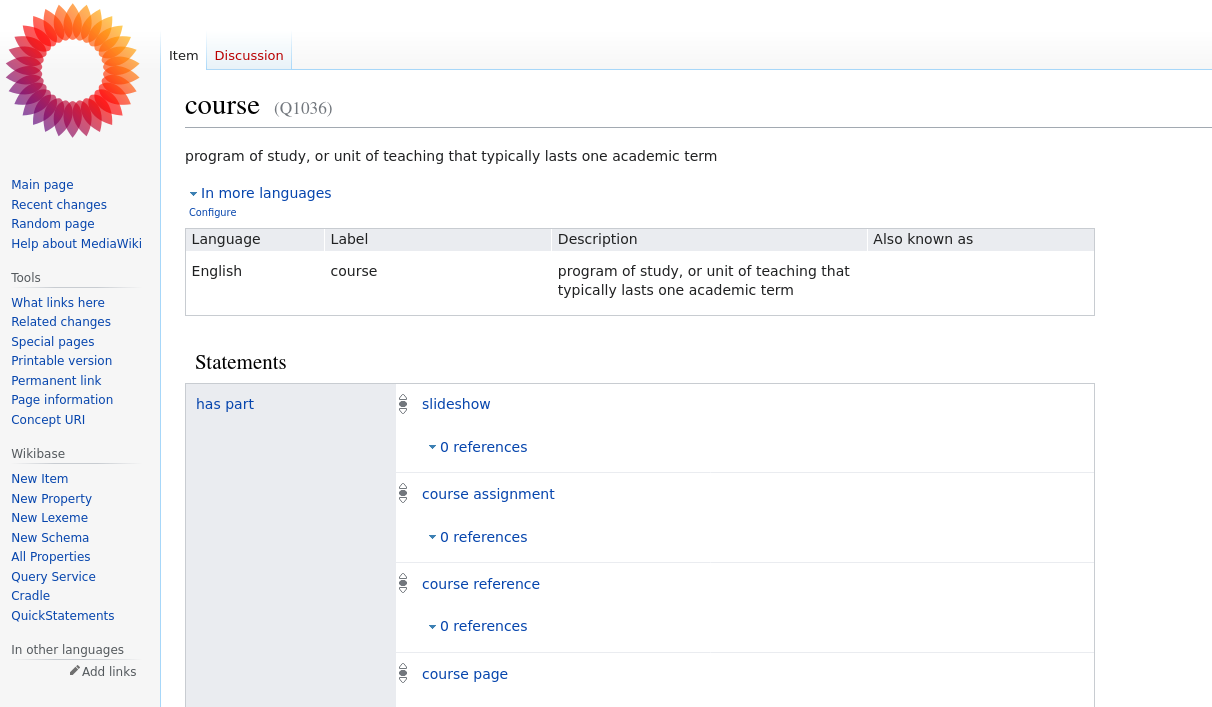 Item
Discussion
course (Q1036)
program of study, or unit of teaching that typically lasts one academic term
In more languages
Configure
Language Label Description Also known as
English course program of study, or unit of teaching that
typically lasts one academic term
Statements
has part
slideshow
0 references
course assignment
0 references
course reference
0 references
course page
Main page
Recent changes
Random page
Help about MediaWiki
Tools
What links here
Related changes
Special pages
Printable version
Permanent link
Page information
Concept URI
Wikibase
New Item
New Property
New Lexeme
New Schema
All Properties
Query Service
Cradle
QuickStatements
In other languages
Add links